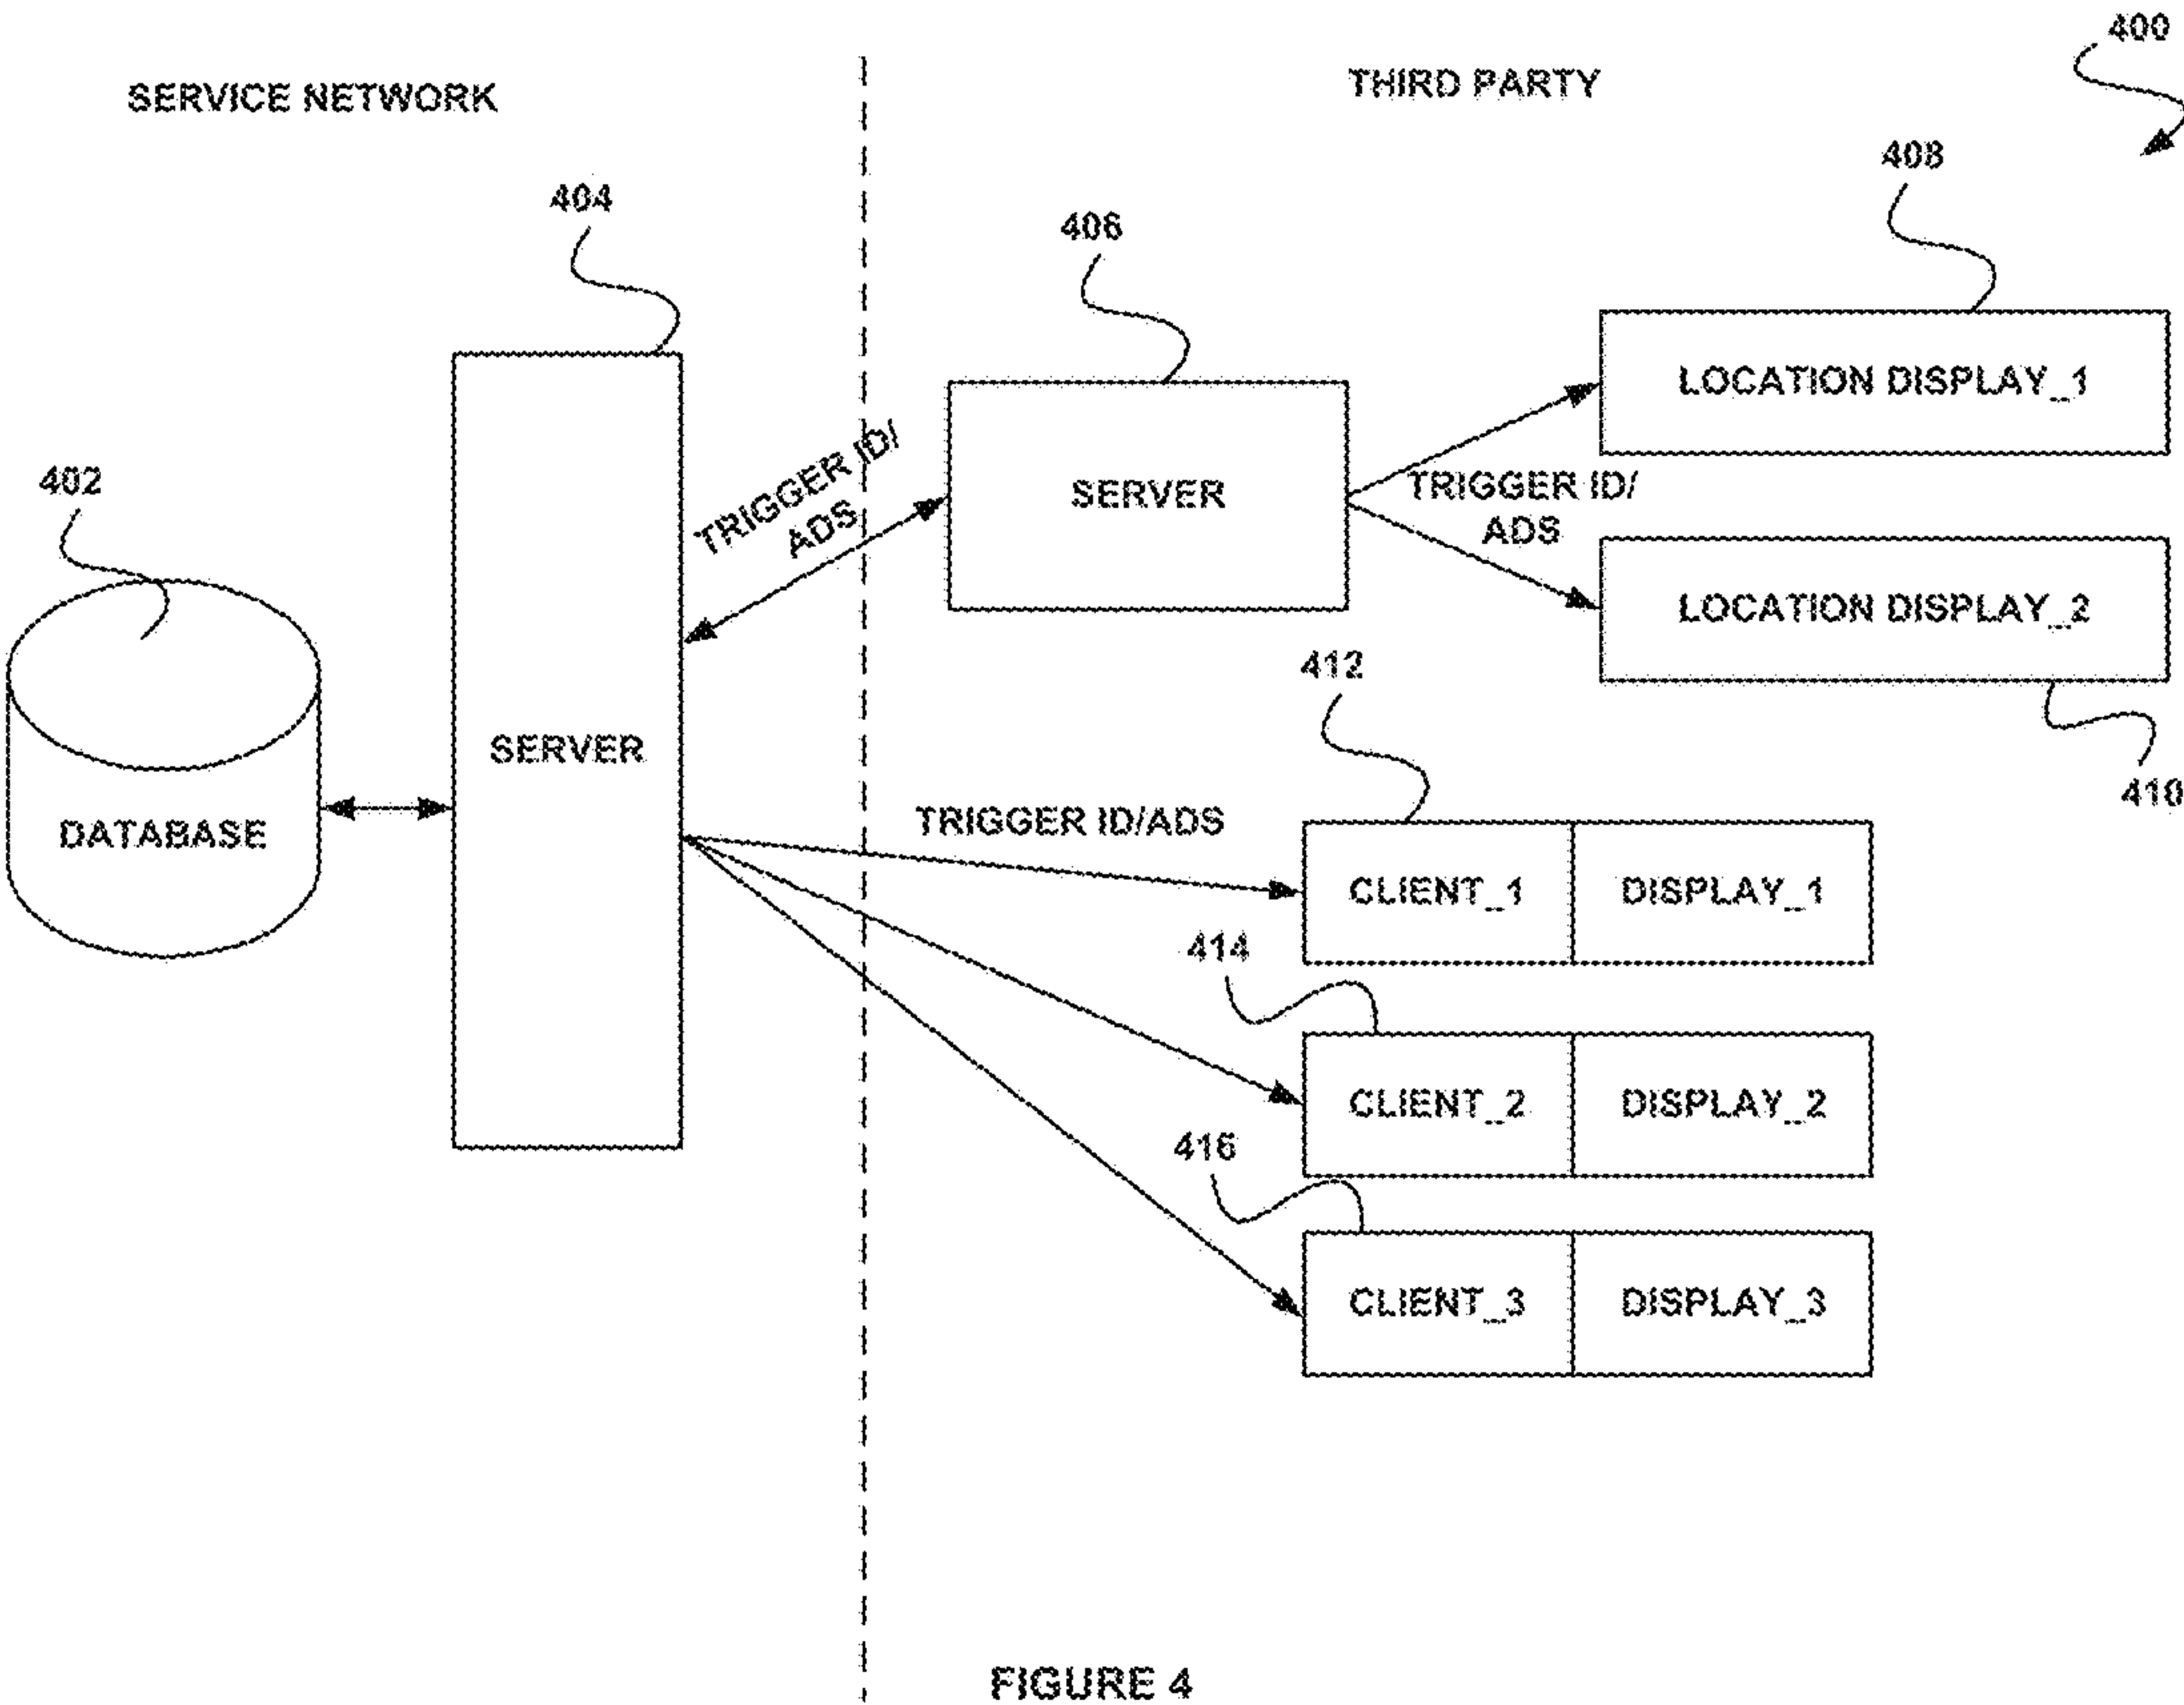 400
SERVICE NETWORK
THIRD PARTY
408
404
406
LOCATION DISPLAY_1
402
TRIGGER ID/
ADS
SERVER
TRIGGER ID/
ADS
LOCATION DISPLAY_2
412
SERVER
410
DATABASE
TRIGGER ID/ADS
CLIENT_1
DISPLAY_1
414
CLIENT_2
DISPLAY_2
416
CLIENT_3
DISPLAY_3
FIGURE 4